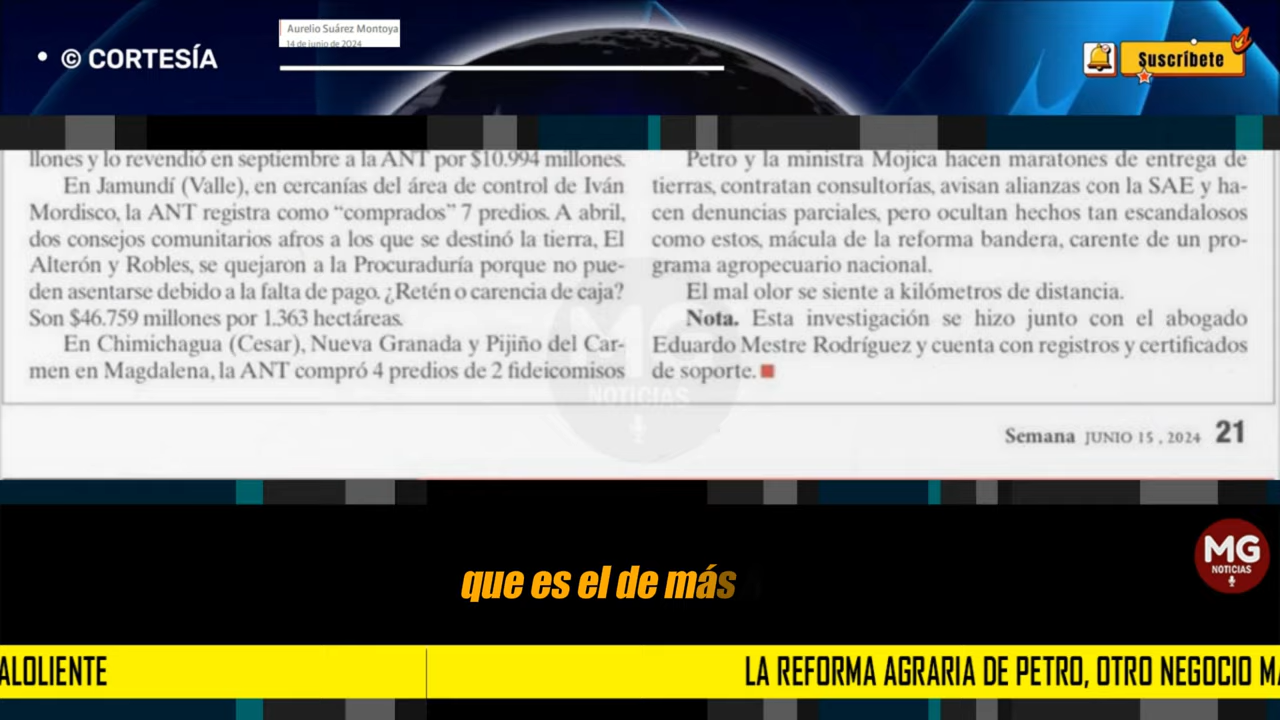 • © CORTESÍA
Aurelio Suárez Montoya
14 de junio de 2024
Suscríbete
llones y lo revendió en septiembre a la ANT por $10.994 millones.
En Jamundí (Valle), en cercanías del área de control de Iván
Mordisco, la ANT registra como “comprados” 7 predios. A abril,
dos consejos comunitarios afros a los que se destinó la tierra, El
Alterón y Robles, se quejaron a la Procuraduría porque no pue-
den asentarse debido a la falta de pago. ¿Retén o carencia de caja?
Son $46.759 millones por 1.363 hectáreas.
En Chimichagua (Cesar), Nueva Granada y Pijiño del Car-
men en Magdalena, la ANT compró 4 predios de 2 fideicomisos
Petro y la ministra Mojica hacen maratones de entrega de
tierras, contratan consultorías, avisan alianzas con la SAE y ha-
cen denuncias parciales, pero ocultan hechos tan escandalosos
como estos, mácula de la reforma bandera, carente de un pro-
grama agropecuario nacional.
El mal olor se siente a kilómetros de distancia.
Nota. Esta investigación se hizo junto con el abogado
Eduardo Mestre Rodríguez y cuenta con registros y certificados
de soporte.
MG
NOTICIAS
Semana JUNIO 15, 2024 21
que es el de más
MG
NOTICIAS
ALOLIENTE
LA REFORMA AGRARIA DE PETRO, OTRO NEGOCIO MA